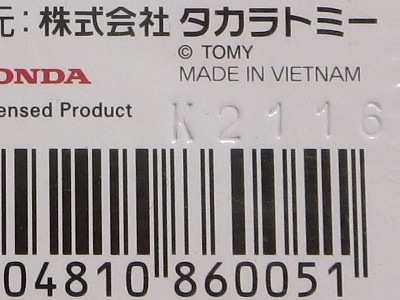 元：株式会社 タカラトミー
© TOMY
HONDA MADE IN VIETNAM
ensed Product K2116
04810 860051